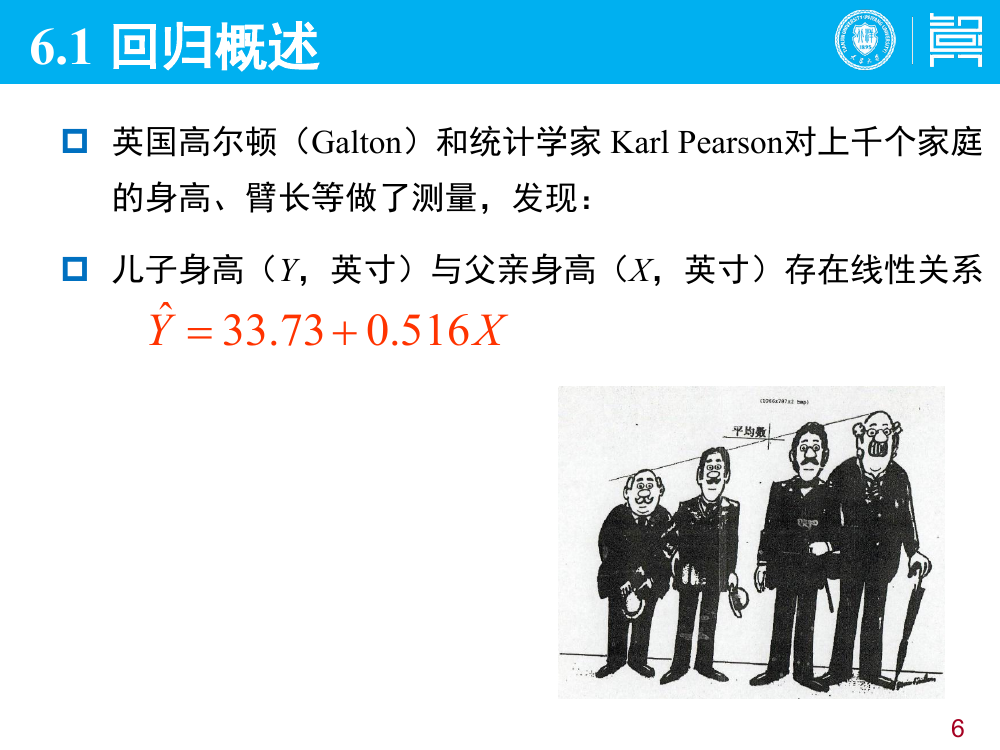 6.1 回归概述
英国高尔顿（Galton）和统计学家 Karl Pearson对上千个家庭
的身高、臂长等做了测量，发现：
儿子身高（Y，英寸）与父亲身高（X，英寸）存在线性关系
Ŷ = 33.73 + 0.516X
平均数
6